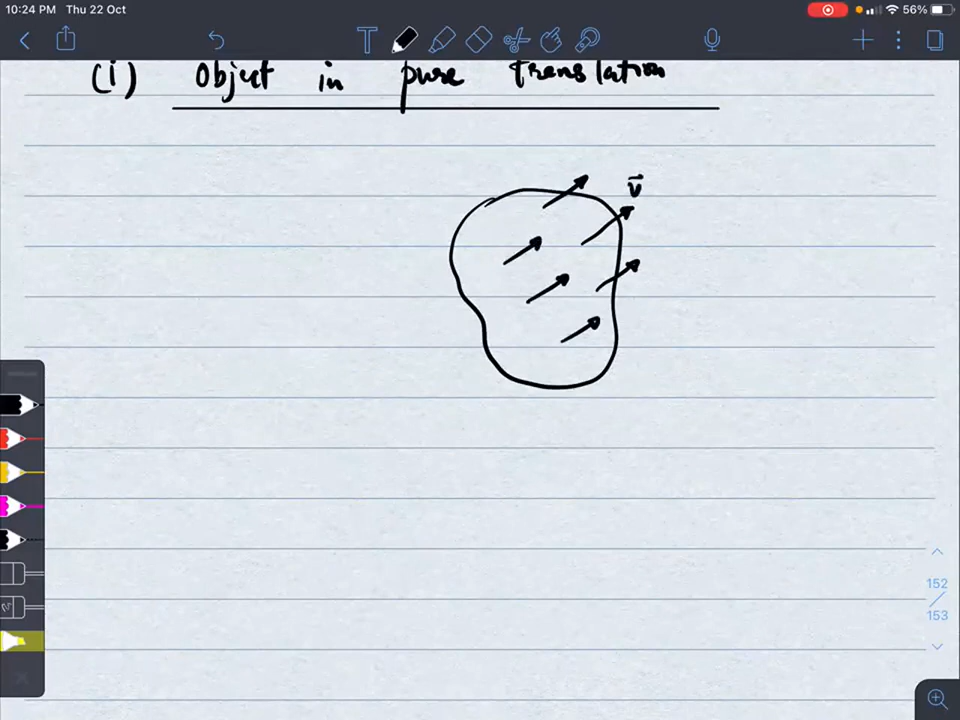 10:24 PM Thu 22 Oct 56%
(i) Object in pure translation
v⃗
152
153